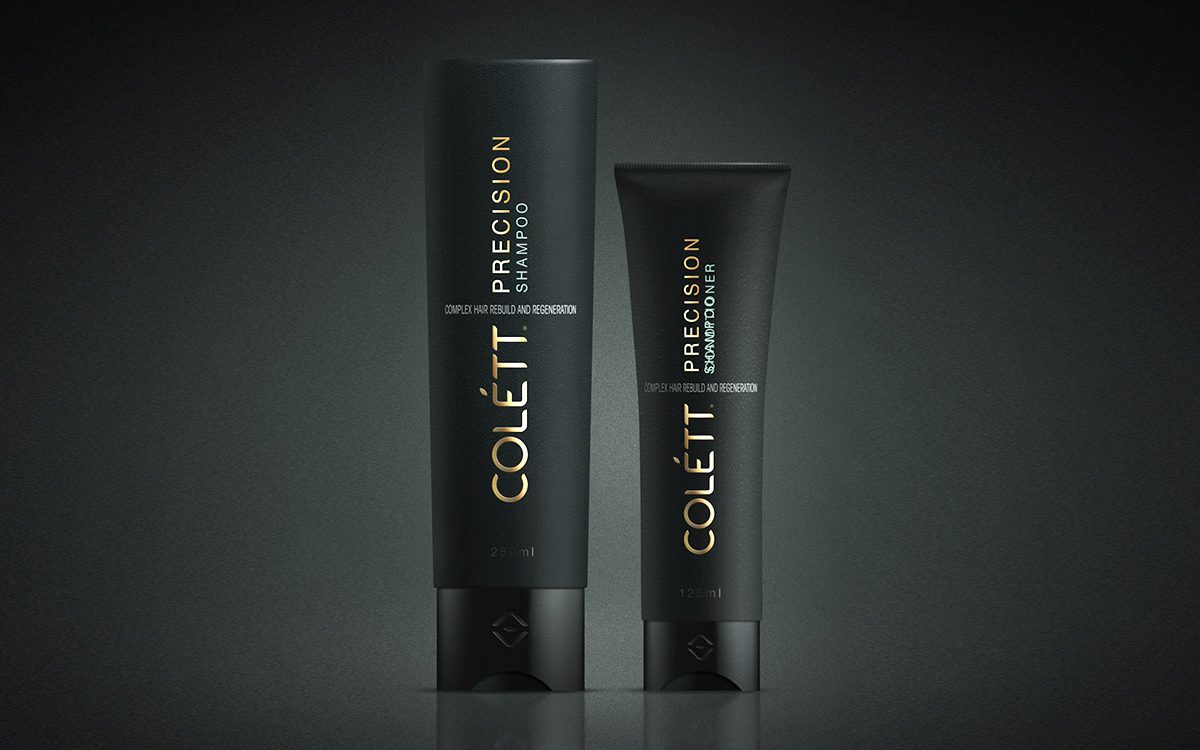 PRECISION
SHAMPOO
COMPLEX HAIR REBUILD AND REGENERATION
COLÉTT
250ml
PRECISION
COMPLEX HAIR REBUILD AND REGENERATION
COLÉTT
125ml